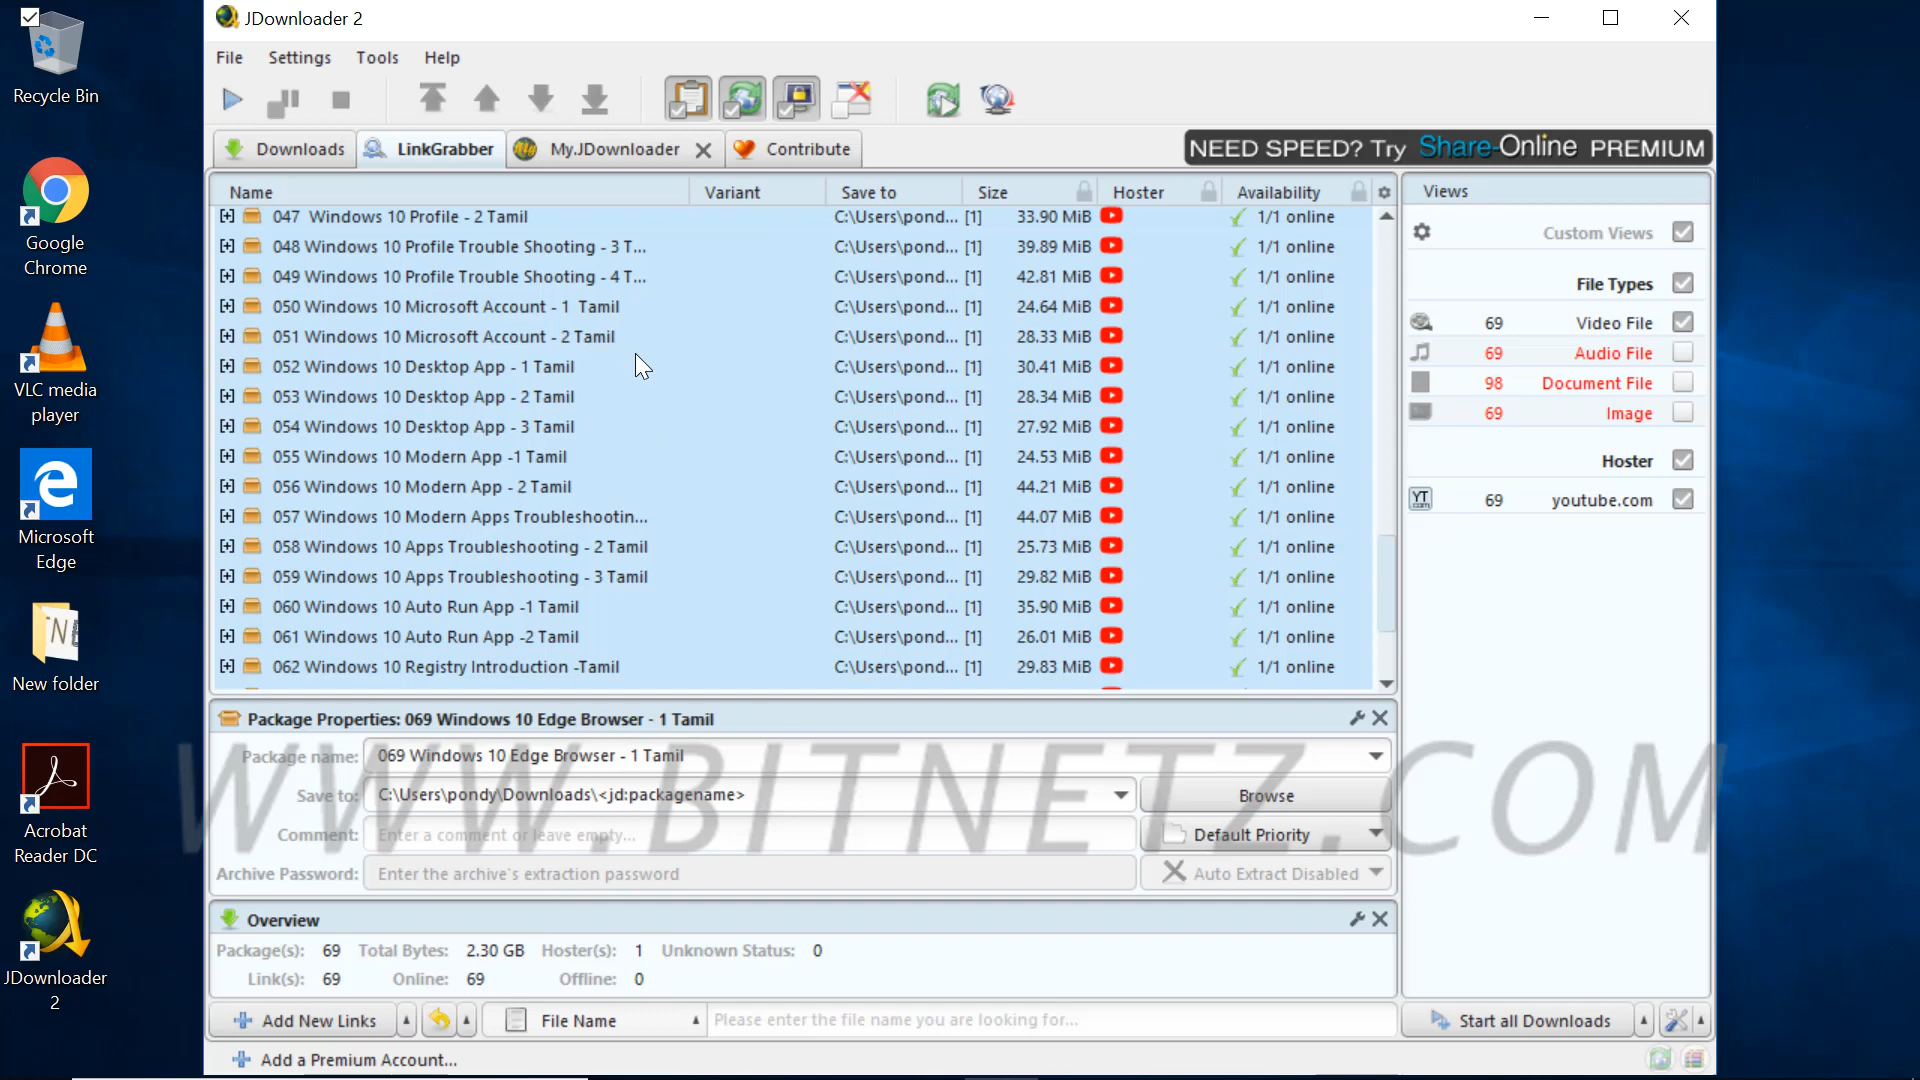 JDownloader 2
File Settings Tools Help
Downloads LinkGrabber My.JDownloader Contribute
NEED SPEED? Try Share-Online PREMIUM
Name Variant Save to Size Hoster Availability
[+] 047 Windows 10 Profile - 2 Tamil C:\Users\pond... [1] 33.90 MiB 1/1 online
[+] 048 Windows 10 Profile Trouble Shooting - 3 T... C:\Users\pond... [1] 39.89 MiB 1/1 online
[+] 049 Windows 10 Profile Trouble Shooting - 4 T... C:\Users\pond... [1] 42.81 MiB 1/1 online
[+] 050 Windows 10 Microsoft Account - 1 Tamil C:\Users\pond... [1] 24.64 MiB 1/1 online
[+] 051 Windows 10 Microsoft Account - 2 Tamil C:\Users\pond... [1] 28.33 MiB 1/1 online
[+] 052 Windows 10 Desktop App - 1 Tamil C:\Users\pond... [1] 30.41 MiB 1/1 online
[+] 053 Windows 10 Desktop App - 2 Tamil C:\Users\pond... [1] 28.34 MiB 1/1 online
[+] 054 Windows 10 Desktop App - 3 Tamil C:\Users\pond... [1] 27.92 MiB 1/1 online
[+] 055 Windows 10 Modern App -1 Tamil C:\Users\pond... [1] 24.53 MiB 1/1 online
[+] 056 Windows 10 Modern App - 2 Tamil C:\Users\pond... [1] 44.21 MiB 1/1 online
[+] 057 Windows 10 Modern Apps Troubleshootin... C:\Users\pond... [1] 44.07 MiB 1/1 online
[+] 058 Windows 10 Apps Troubleshooting - 2 Tamil C:\Users\pond... [1] 25.73 MiB 1/1 online
[+] 059 Windows 10 Apps Troubleshooting - 3 Tamil C:\Users\pond... [1] 29.82 MiB 1/1 online
[+] 060 Windows 10 Auto Run App -1 Tamil C:\Users\pond... [1] 35.90 MiB 1/1 online
[+] 061 Windows 10 Auto Run App -2 Tamil C:\Users\pond... [1] 26.01 MiB 1/1 online
[+] 062 Windows 10 Registry Introduction -Tamil C:\Users\pond... [1] 29.83 MiB 1/1 online
Views
Custom Views
File Types
69 Video File
69 Audio File
98 Document File
69 Image
Hoster
YT .com 69 youtube.com
Package Properties: 069 Windows 10 Edge Browser - 1 Tamil
Package name: 069 Windows 10 Edge Browser - 1 Tamil
Save to: C:\Users\pondy\Downloads\<jd:packagename> Browse
Comment: Enter a comment or leave empty... Default Priority
Archive Password: Enter the archive's extraction password Auto Extract Disabled
WWW.BITNETZ.COM
Overview
Package(s): 69 Total Bytes: 2.30 GB Hoster(s): 1 Unknown Status: 0
Link(s): 69 Online: 69 Offline: 0
Add New Links File Name Please enter the file name you are looking for... Start all Downloads
Add a Premium Account...
Recycle Bin
Google
Chrome
VLC media
player
Microsoft
Edge
New folder
Acrobat
Reader DC
JDownloader
2